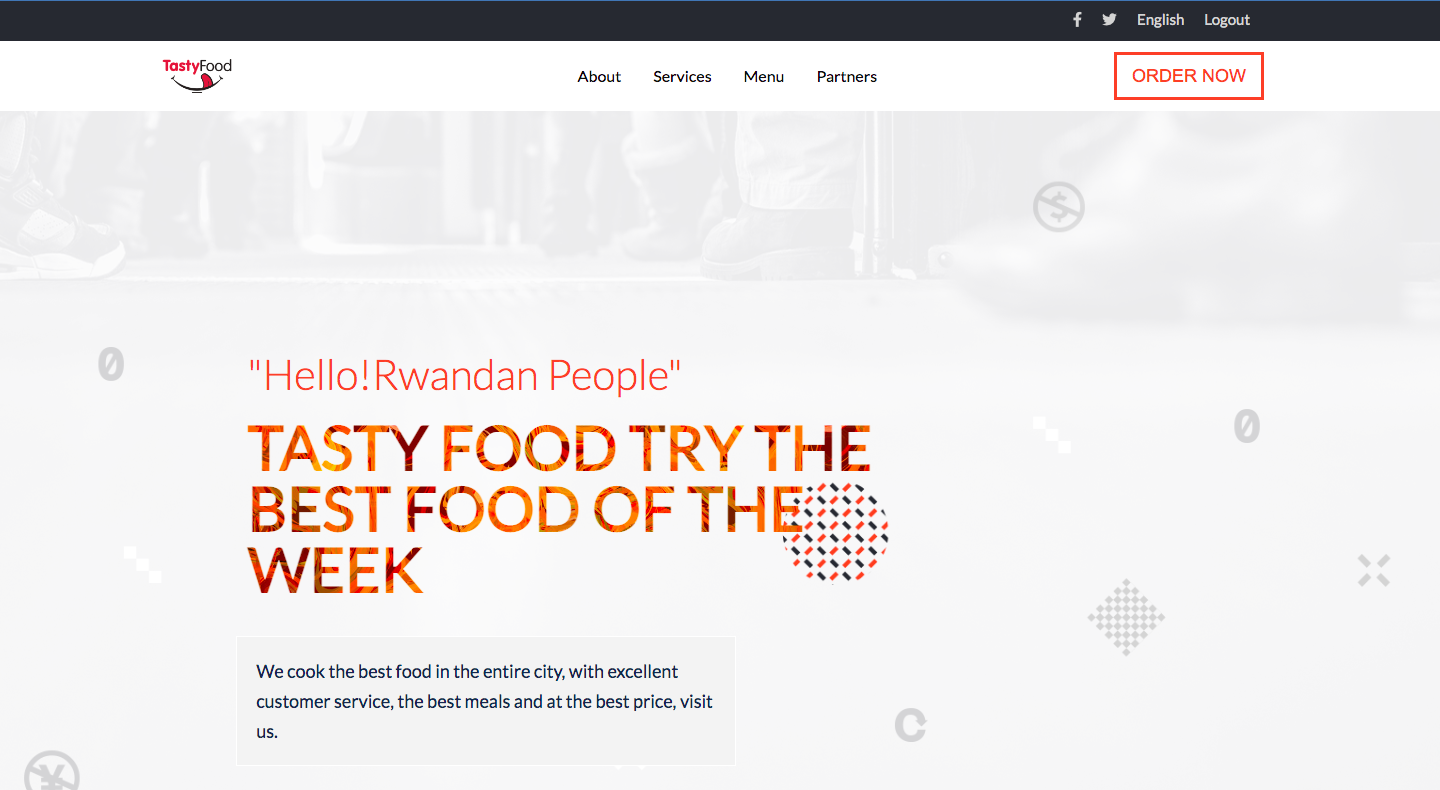 English Logout
TastyFood
About Services Menu Partners
ORDER NOW
"Hello!Rwandan People"
TASTY FOOD TRY THE
BEST FOOD OF THE
WEEK
We cook the best food in the entire city, with excellent
customer service, the best meals and at the best price, visit
us.